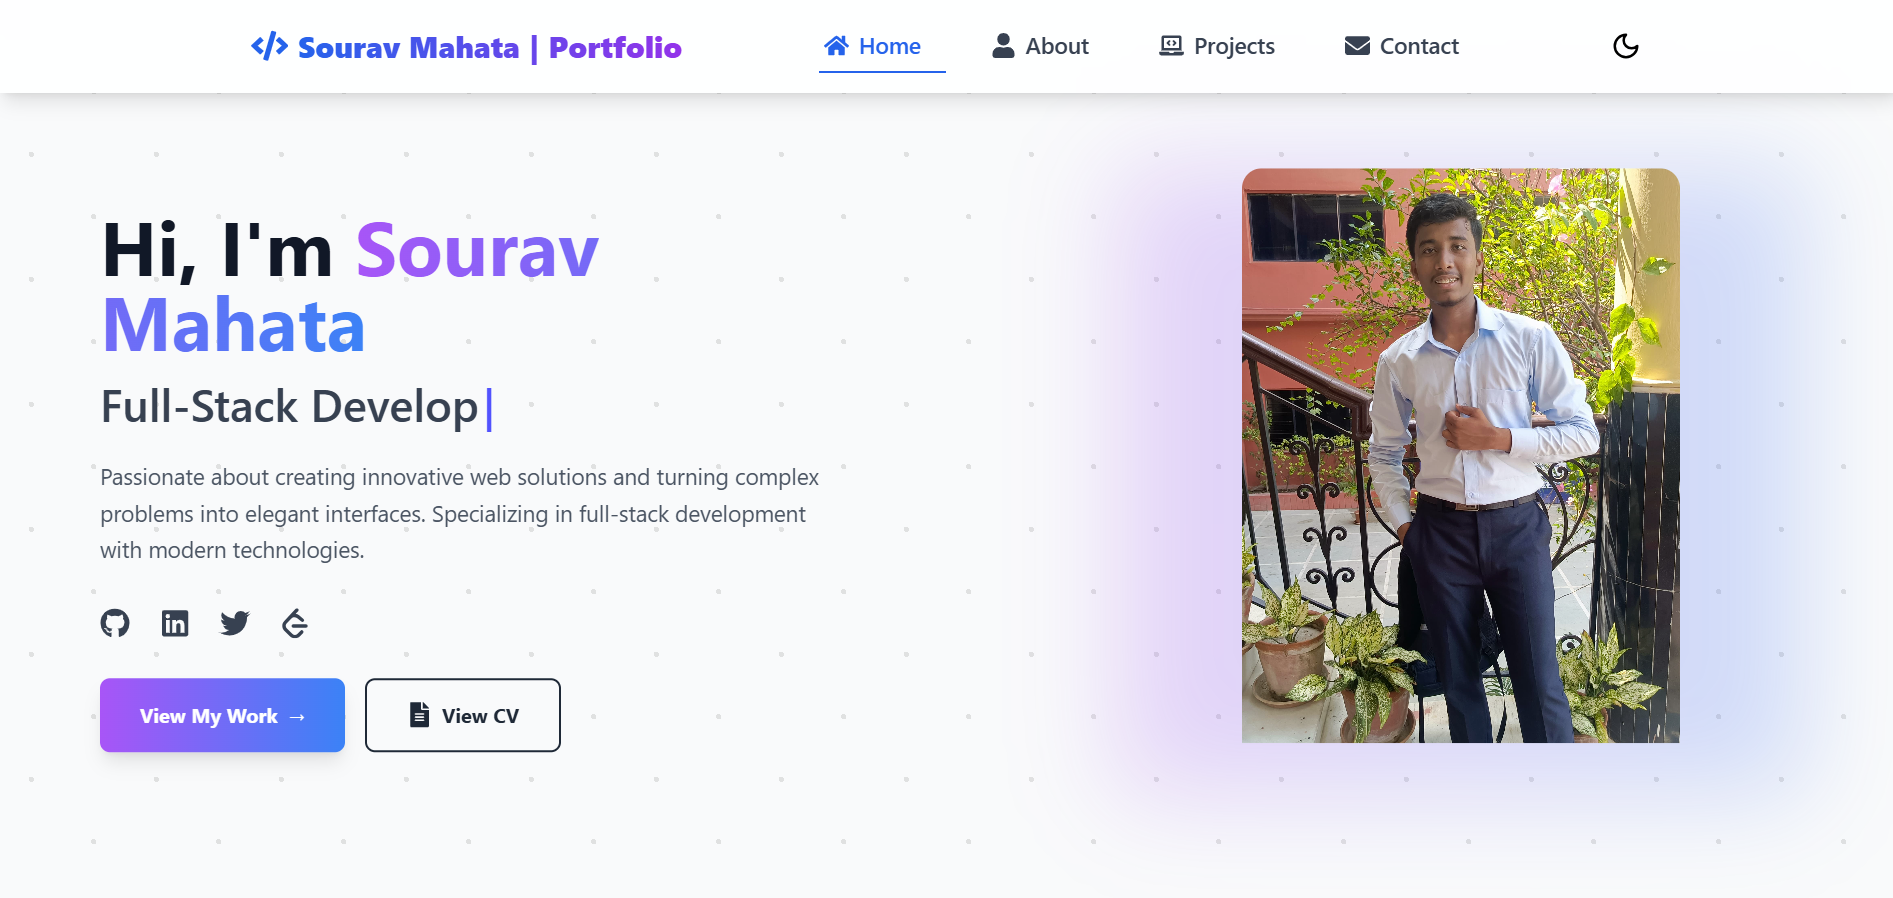 Sourav Mahata | Portfolio
Home
About
Projects
Contact
Hi, I'm Sourav
Mahata
Full-Stack Develop|
Passionate about creating innovative web solutions and turning complex
problems into elegant interfaces. Specializing in full-stack development
with modern technologies.
View My Work →
View CV